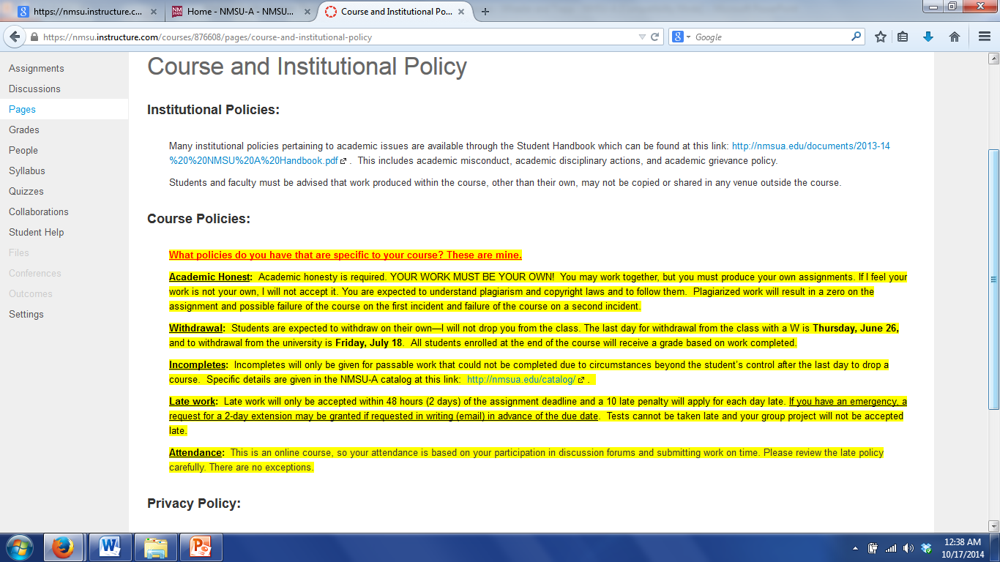 https://nmsu.instructure.c...
Home - NMSU-A - NMSU...
Course and Institutional Po...
https://nmsu.instructure.com/courses/876608/pages/course-and-institutional-policy
Google
Assignments
Discussions
Pages
Grades
People
Syllabus
Quizzes
Collaborations
Student Help
Files
Conferences
Outcomes
Settings
Course and Institutional Policy
Institutional Policies:
Many institutional policies pertaining to academic issues are available through the Student Handbook which can be found at this link: http://nmsua.edu/documents/2013-14
%20%20NMSU%20A%20Handbook.pdf . This includes academic misconduct, academic disciplinary actions, and academic grievance policy.
Students and faculty must be advised that work produced within the course, other than their own, may not be copied or shared in any venue outside the course.
Course Policies:
What policies do you have that are specific to your course? These are mine.
Academic Honest: Academic honesty is required. YOUR WORK MUST BE YOUR OWN! You may work together, but you must produce your own assignments. If I feel your
work is not your own, I will not accept it. You are expected to understand plagiarism and copyright laws and to follow them. Plagiarized work will result in a zero on the
assignment and possible failure of the course on the first incident and failure of the course on a second incident.
Withdrawal: Students are expected to withdraw on their own—I will not drop you from the class. The last day for withdrawal from the class with a W is Thursday, June 26,
and to withdrawal from the university is Friday, July 18. All students enrolled at the end of the course will receive a grade based on work completed.
Incompletes: Incompletes will only be given for passable work that could not be completed due to circumstances beyond the student's control after the last day to drop a
course. Specific details are given in the NMSU-A catalog at this link: http://nmsua.edu/catalog/ .
Late work: Late work will only be accepted within 48 hours (2 days) of the assignment deadline and a 10 late penalty will apply for each day late. If you have an emergency, a
request for a 2-day extension may be granted if requested in writing (email) in advance of the due date. Tests cannot be taken late and your group project will not be accepted
late.
Attendance: This is an online course, so your attendance is based on your participation in discussion forums and submitting work on time. Please review the late policy
carefully. There are no exceptions.
Privacy Policy:
12:38 AM
10/17/2014